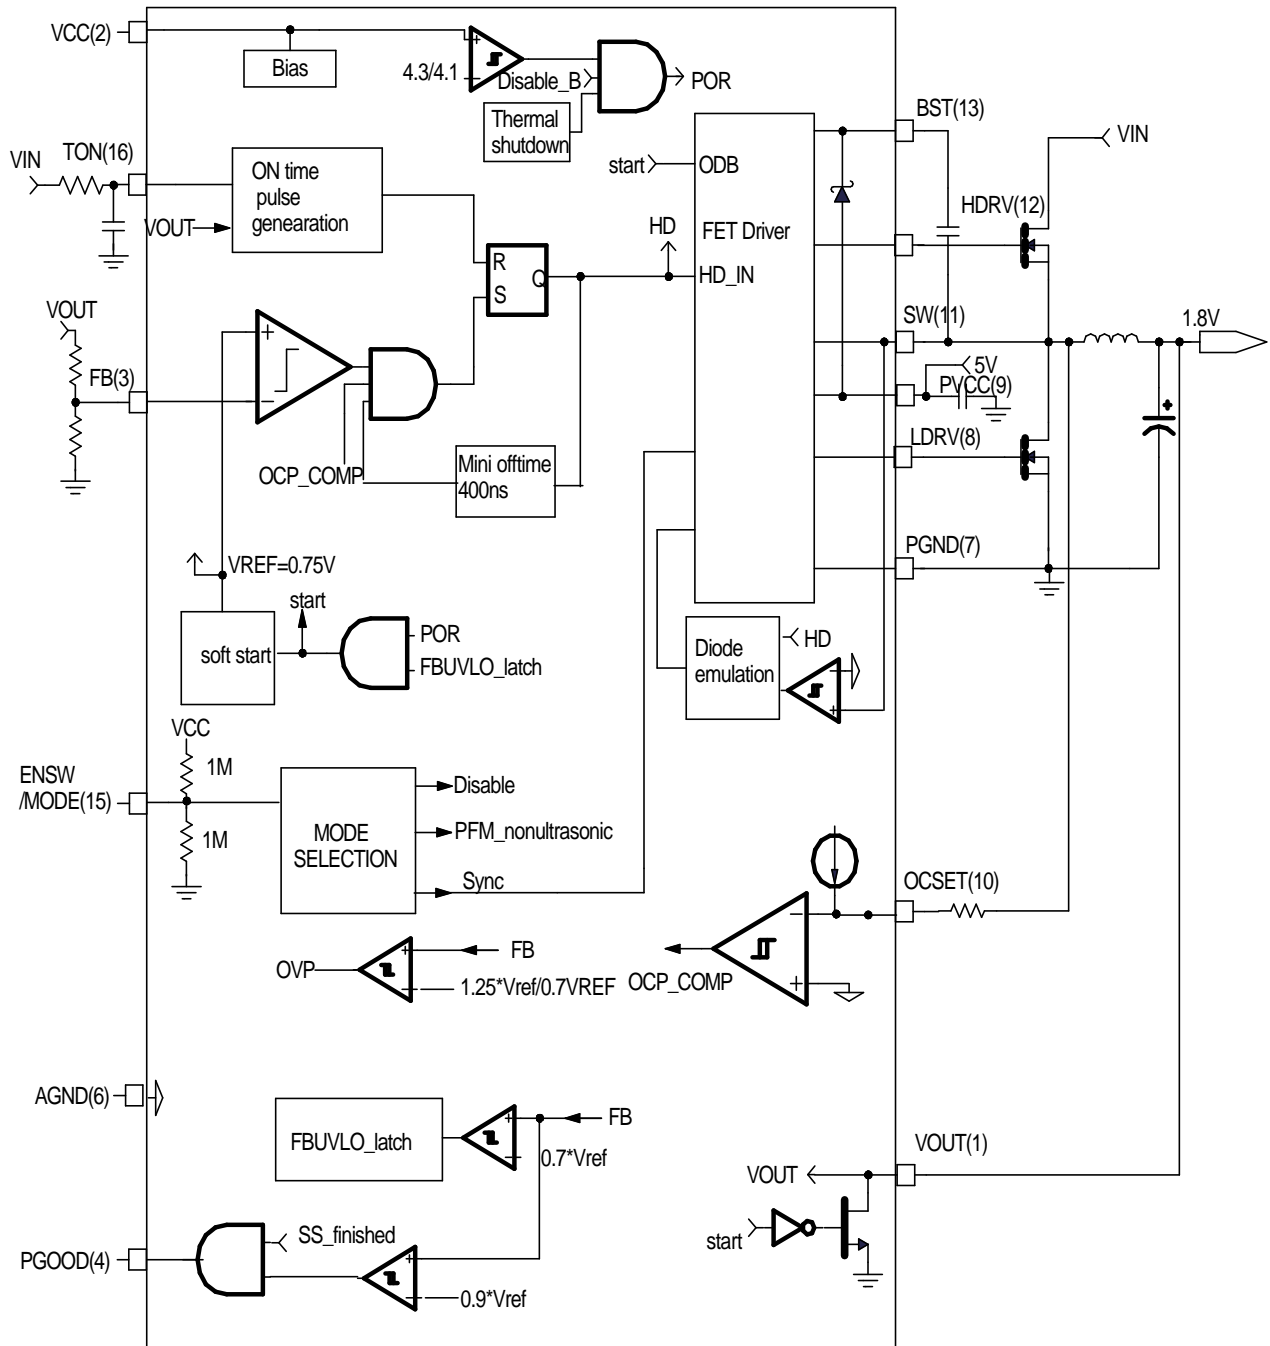 VCC(2)
Bias
4.3/4.1
Disable_B
POR
Thermal
shutdown
BST(13)
VIN
VIN
TON(16)
ON time
pulse
genearation
VOUT
start
ODB
HD
FET Driver
HD_IN
HDRV(12)
R
S
Q
SW(11)
1.8V
VOUT
FB(3)
5V
PVCC(9)
LDRV(8)
OCP_COMP
Mini offtime
400ns
PGND(7)
VREF=0.75V
start
soft start
POR
FBUVLO_latch
HD
Diode
emulation
VCC
1M
ENSW
/MODE(15)
1M
MODE
SELECTION
Disable
PFM_nonultrasonic
Sync
OCSET(10)
OCP_COMP
OVP
FB
1.25*Vref/0.7VREF
AGND(6)
FBUVLO_latch
FB
0.7*Vref
VOUT(1)
VOUT
start
SS_finished
PGOOD(4)
0.9*Vref